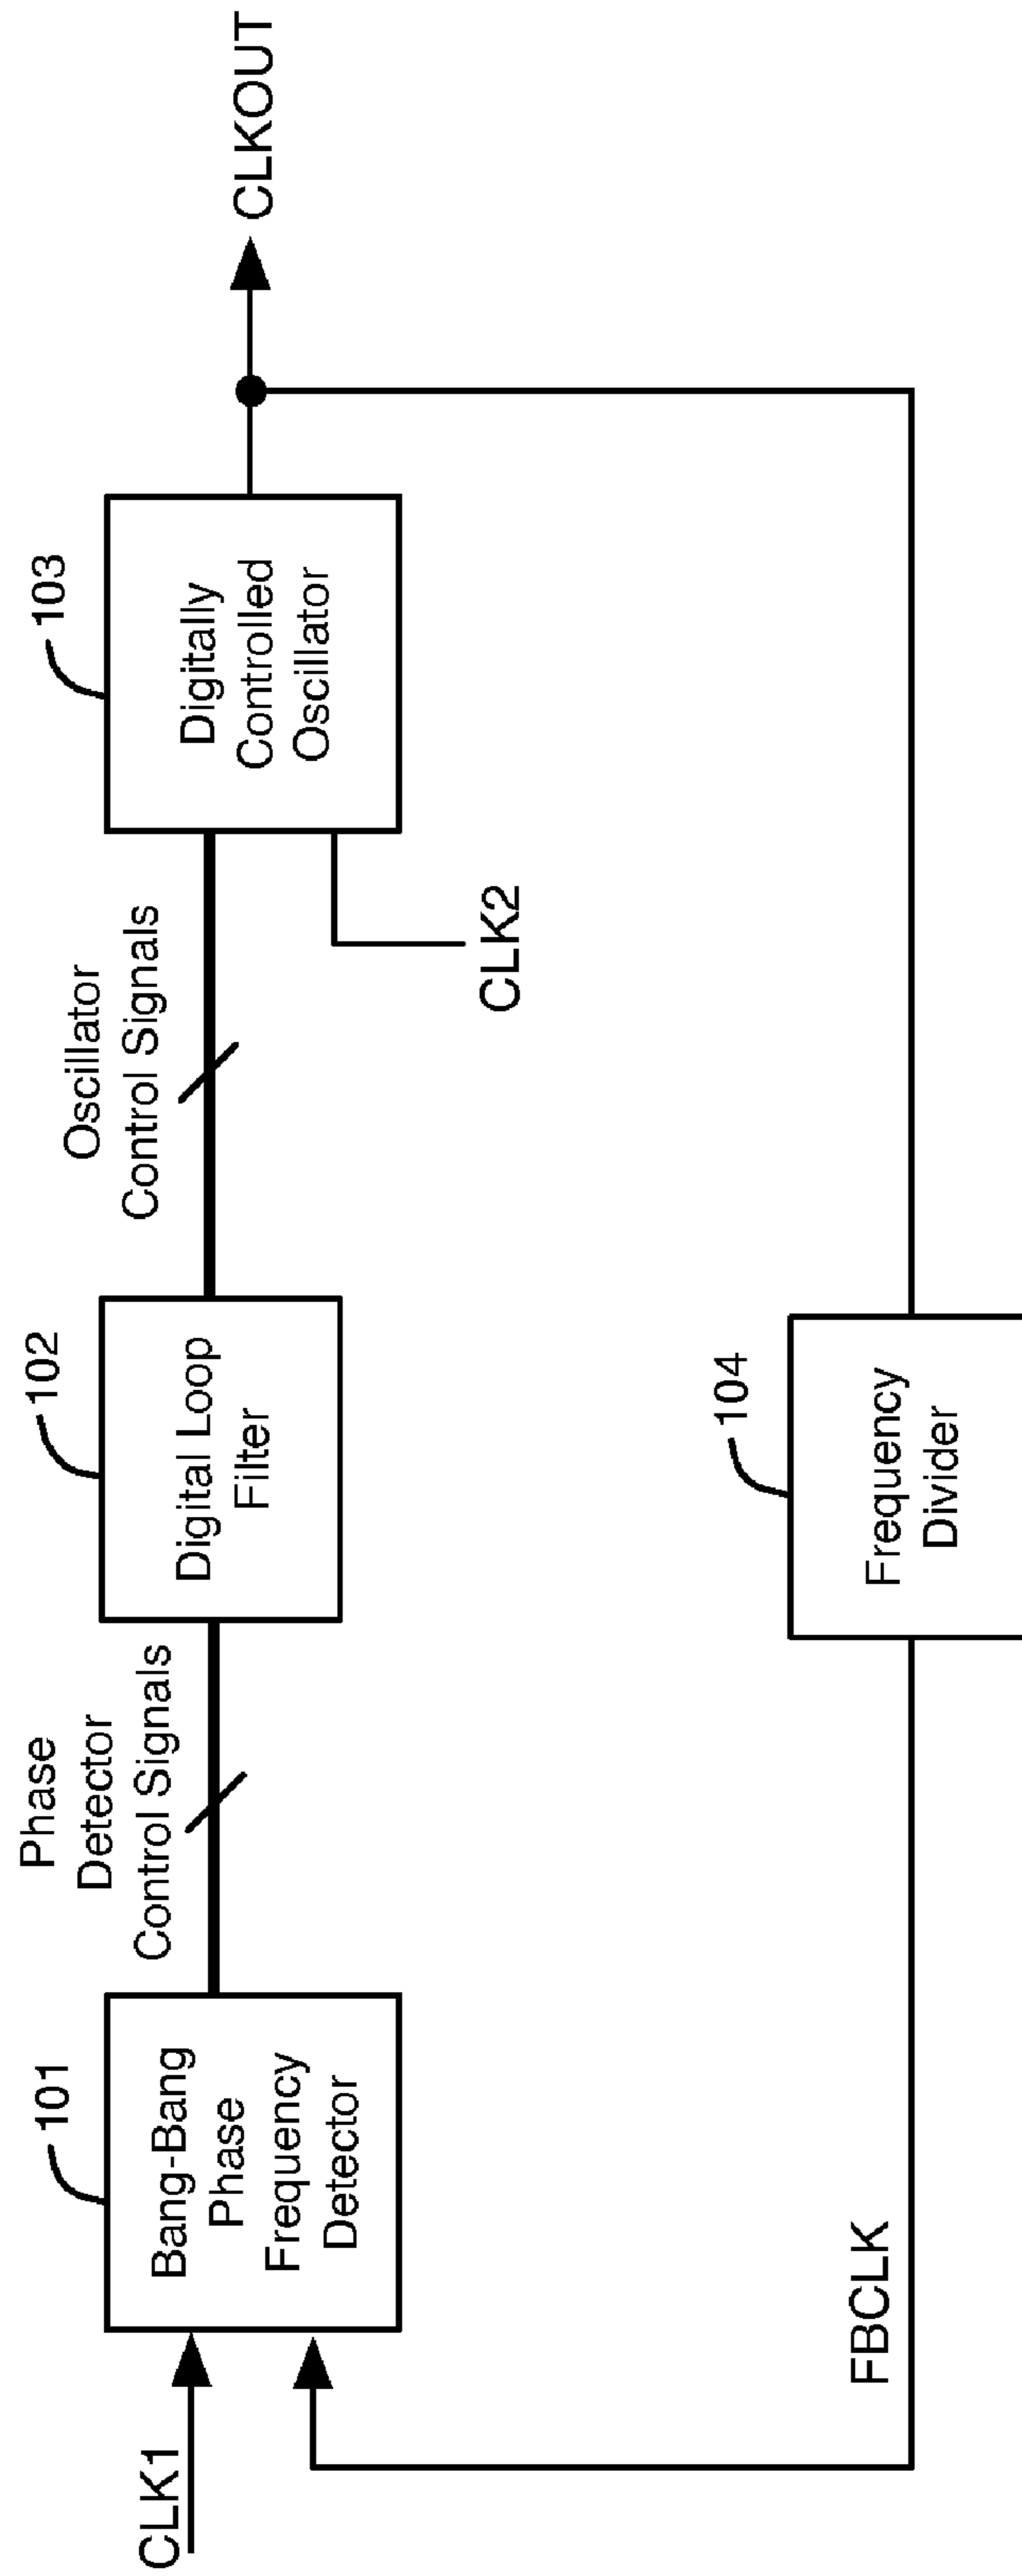 101
Bang-Bang
Phase
Frequency
Detector
CLK1
Phase
Detector
Control Signals
102
Digital Loop
Filter
Oscillator
Control Signals
103
Digitally
Controlled
Oscillator
CLK2
CLKOUT
104
Frequency
Divider
FBCLK